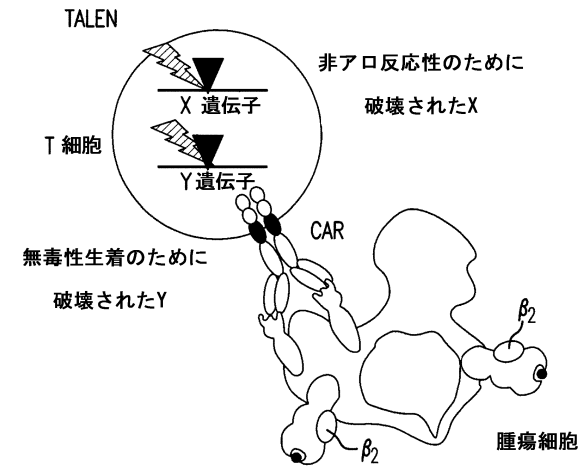 TALEN
非アロ反応性のために
破壊されたX
X 遺伝子
T 細胞
Y 遺伝子
CAR
無毒性生着のために
破壊されたY
β2
β2
腫瘍細胞